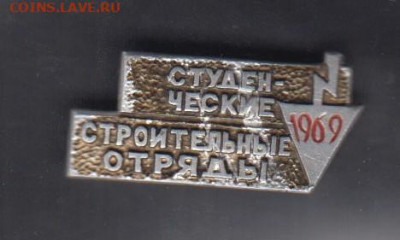 COINS.LAVE.RU
СТУДЕН-
ЧЕСКИЕ
СТРОИТЕЛЬНЫЕ
ОТРЯДЫ
1969